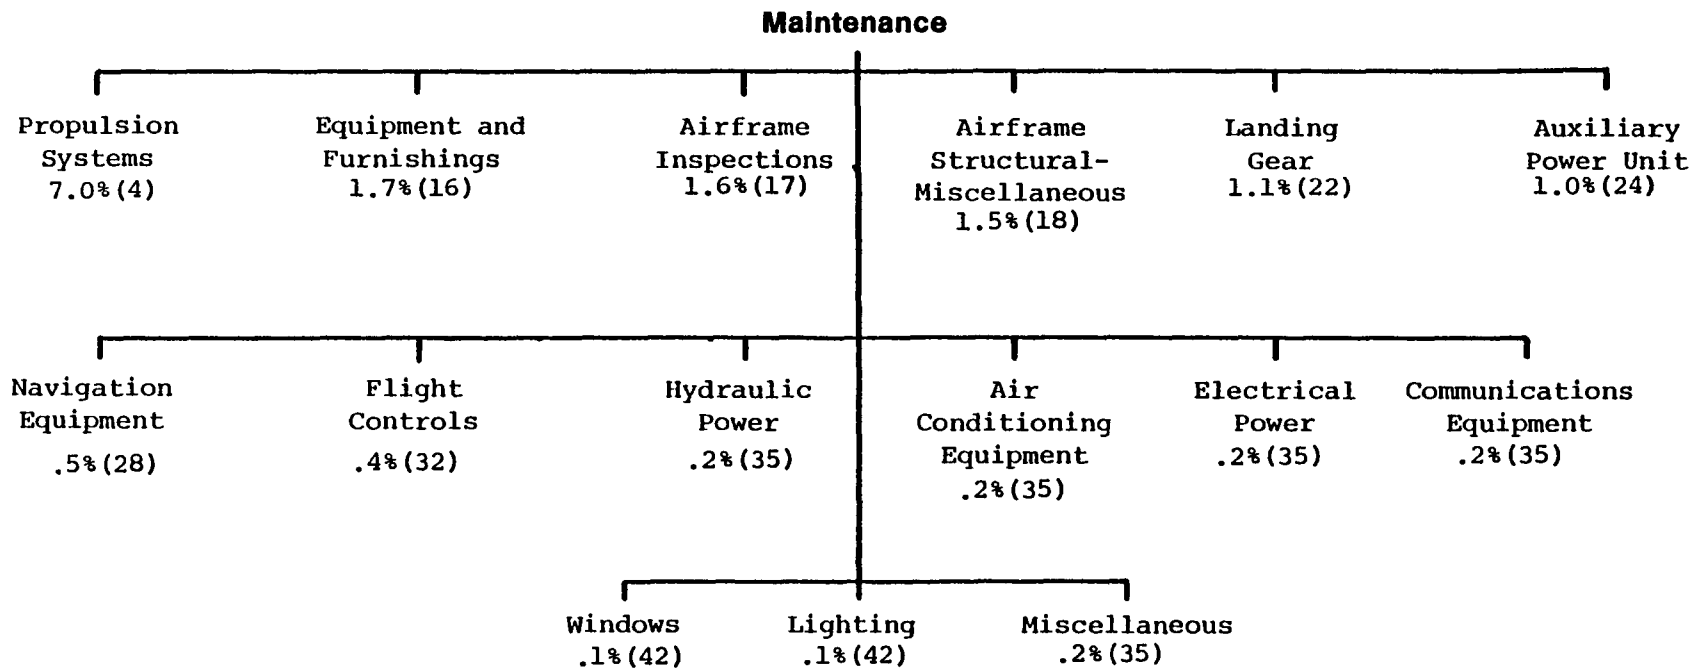 Maintenance
Propulsion
Systems
7.0%(4)
Equipment and
Furnishings
1.7%(16)
Airframe
Inspections
1.6%(17)
Airframe
Structural-
Miscellaneous
1.5%(18)
Landing
Gear
1.1%(22)
Auxiliary
Power Unit
1.0%(24)
Navigation
Equipment
.5%(28)
Flight
Controls
.4%(32)
Hydraulic
Power
.2%(35)
Air
Conditioning
Equipment
.2%(35)
Electrical
Power
.2%(35)
Communications
Equipment
.2%(35)
Windows
.1%(42)
Lighting
.1%(42)
Miscellaneous
.2%(35)